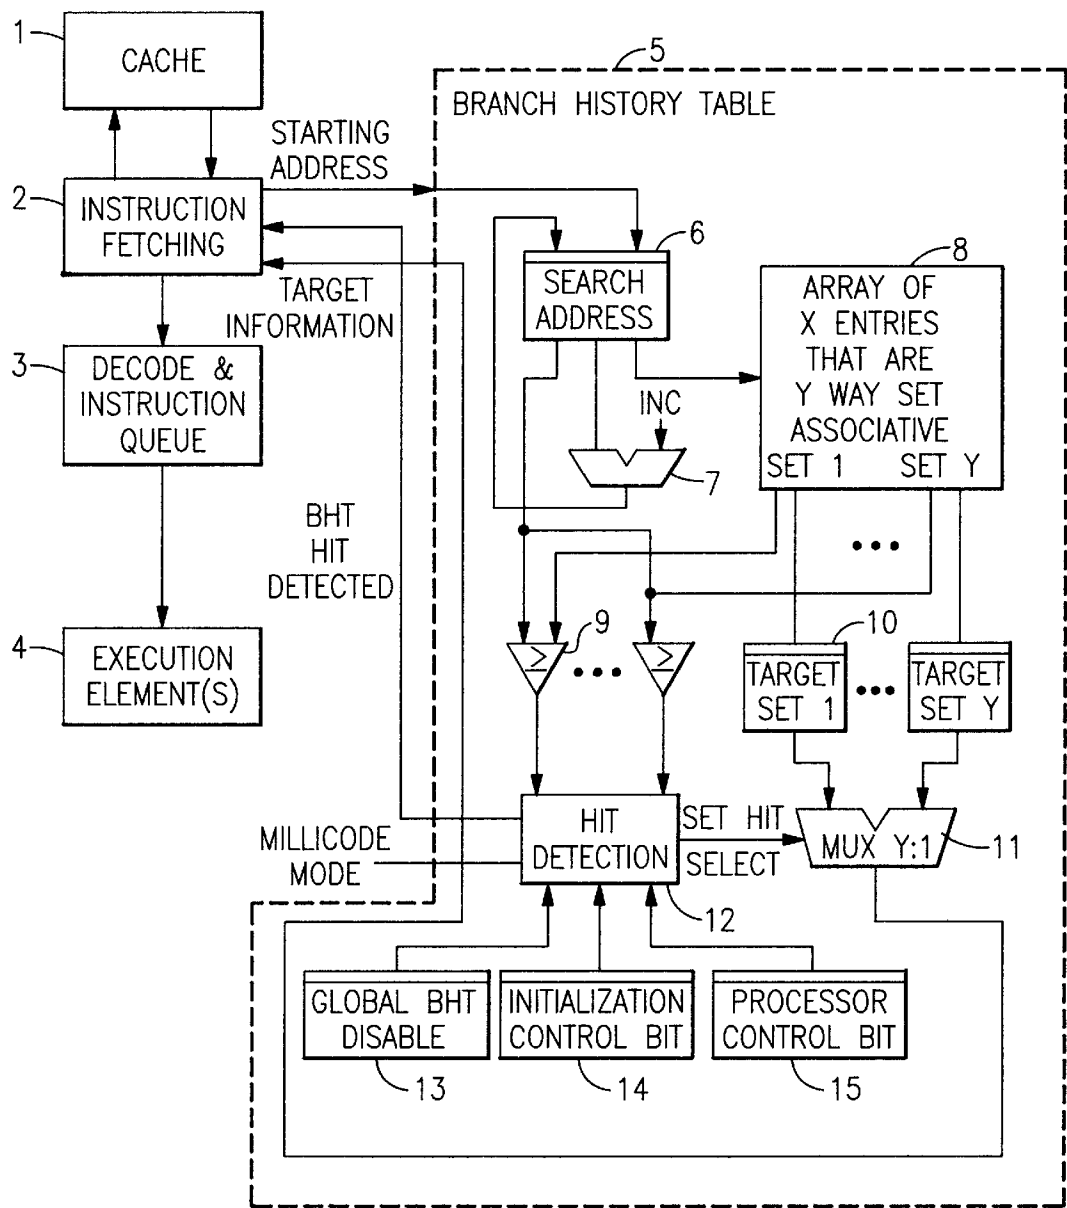 1
CACHE
5
BRANCH HISTORY TABLE
STARTING
ADDRESS
2
INSTRUCTION
FETCHING
6
SEARCH
ADDRESS
8
ARRAY OF
X ENTRIES
THAT ARE
Y WAY SET
ASSOCIATIVE
SET 1 SET Y
TARGET
INFORMATION
3
DECODE &
INSTRUCTION
QUEUE
INC
7
BHT
HIT
DETECTED
•••
4
EXECUTION
ELEMENT(S)
9
≥ ••• ≥
10
TARGET
SET 1
•••
TARGET
SET Y
HIT
DETECTION
SET HIT
SELECT
MUX Y:1
11
MILLICODE
MODE
12
GLOBAL BHT
DISABLE
INITIALIZATION
CONTROL BIT
PROCESSOR
CONTROL BIT
13
14
15